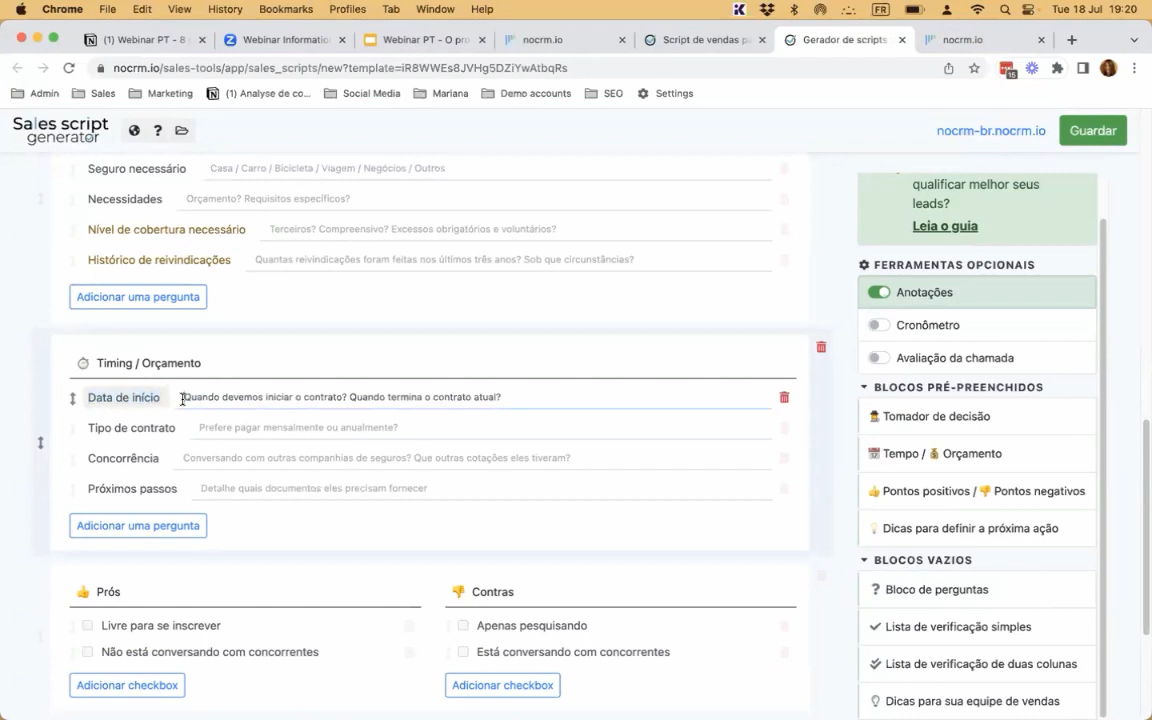 Chrome File Edit View History Bookmarks Profiles Tab Window Help FR Tue 18 Jul 19:20
(1) Webinar PT - 8 Webinar Informatio Webinar PT - O pro nocrm.io Script de vendas pa Gerador de scripts nocrm.io
nocrm.io/sales-tools/app/sales_scripts/new?template=iR8WWEs8JVHg5DZiYwAtbqRs 15
Admin Sales Marketing (1) Analyse de co... Social Media Mariana Demo accounts SEO Settings
Sales script
generator
? nocrm-br.nocrm.io Guardar
Seguro necessário Casa / Carro / Bicicleta / Viagem / Negócios / Outros
Necessidades Orçamento? Requisitos específicos?
Nível de cobertura necessário Terceiros? Compreensivo? Excessos obrigatórios e voluntários?
Histórico de reivindicações Quantas reivindicações foram feitas nos últimos três anos? Sob que circunstâncias?
Adicionar uma pergunta
Timing / Orçamento
Data de início Quando devemos iniciar o contrato? Quando termina o contrato atual?
Tipo de contrato Prefere pagar mensalmente ou anualmente?
Concorrência Conversando com outras companhias de seguros? Que outras cotações eles tiveram?
Próximos passos Detalhe quais documentos eles precisam fornecer
Adicionar uma pergunta
Prós
Livre para se inscrever
Não está conversando com concorrentes
Adicionar checkbox
Contras
Apenas pesquisando
Está conversando com concorrentes
Adicionar checkbox
qualificar melhor seus
leads?
Leia o guia
FERRAMENTAS OPCIONAIS
Anotações
Cronômetro
Avaliação da chamada
BLOCOS PRÉ-PREENCHIDOS
Tomador de decisão
Tempo / Orçamento
Pontos positivos / Pontos negativos
Dicas para definir a próxima ação
BLOCOS VAZIOS
? Bloco de perguntas
Lista de verificação simples
Lista de verificação de duas colunas
Dicas para sua equipe de vendas